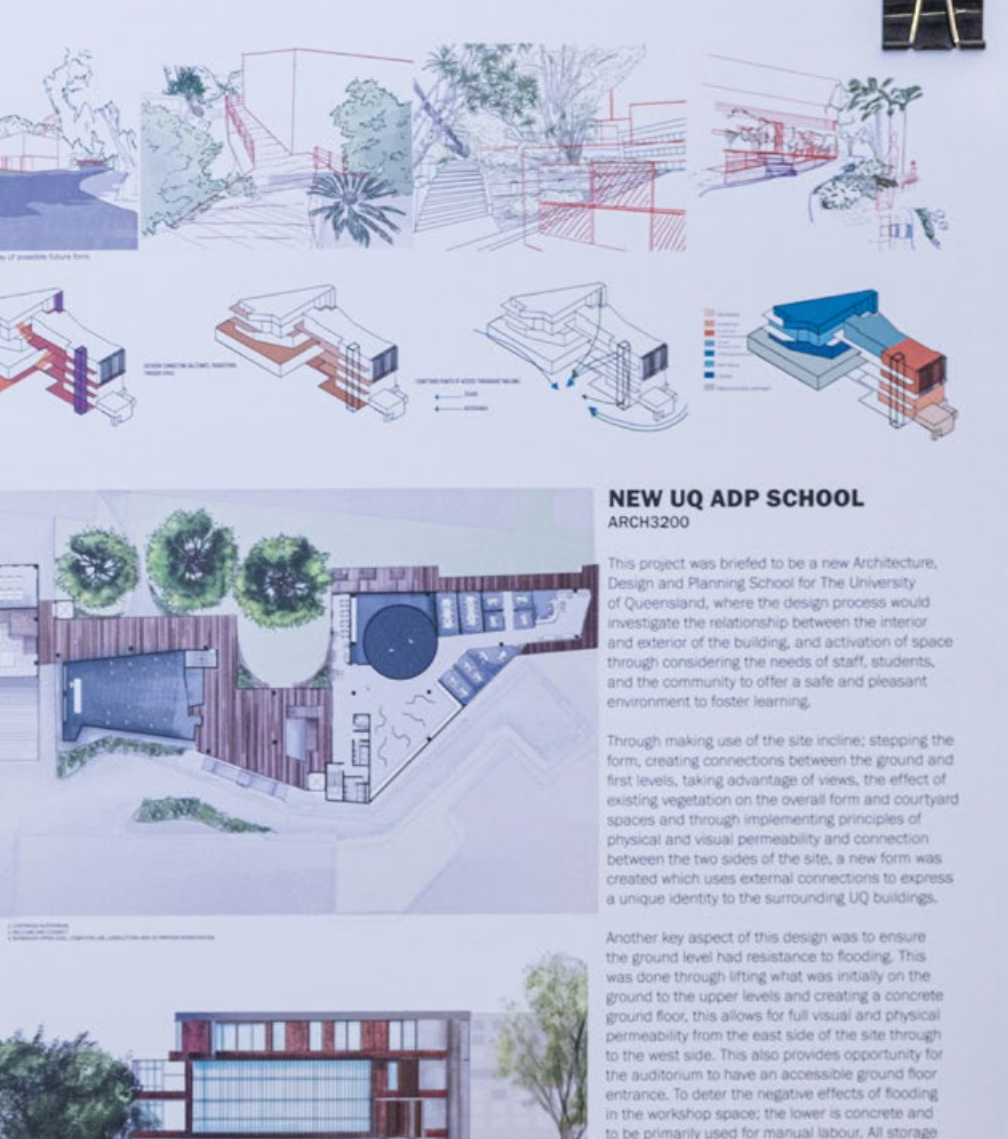 of possible future form
NEW UQ ADP SCHOOL
ARCH3200
This project was briefed to be a new Architecture,
Design and Planning School for The University
of Queensland, where the design process would
investigate the relationship between the interior
and exterior of the building, and activation of space
through considering the needs of staff, students,
and the community to offer a safe and pleasant
environment to foster learning.
Through making use of the site incline; stepping the
form, creating connections between the ground and
first levels, taking advantage of views, the effect of
existing vegetation on the overall form and courtyard
spaces and through implementing principles of
physical and visual permeability and connection
between the two sides of the site, a new form was
created which uses external connections to express
a unique identity to the surrounding UQ buildings.
Another key aspect of this design was to ensure
the ground level had resistance to flooding. This
was done through lifting what was initially on the
ground to the upper levels and creating a concrete
ground floor, this allows for full visual and physical
permeability from the east side of the site through
to the west side. This also provides opportunity for
the auditorium to have an accessible ground floor
entrance. To deter the negative effects of flooding
in the workshop space; the lower is concrete and
to be primarily used for manual labour. All storage